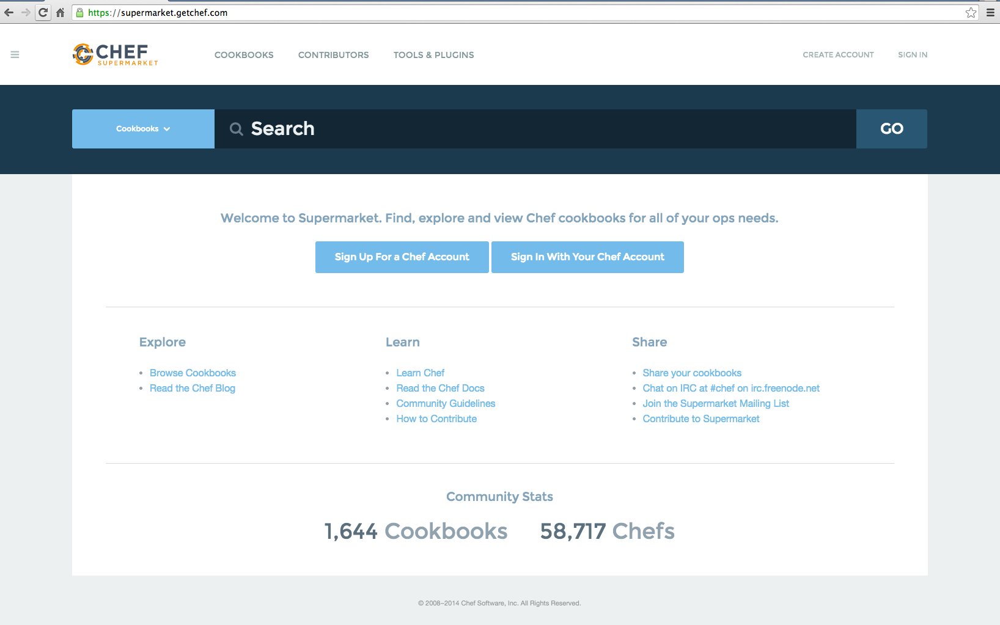 https://supermarket.getchef.com
CHEF
SUPERMARKET
COOKBOOKS
CONTRIBUTORS
TOOLS & PLUGINS
CREATE ACCOUNT
SIGN IN
Cookbooks
Search
GO
Welcome to Supermarket. Find, explore and view Chef cookbooks for all of your ops needs.
Sign Up For a Chef Account
Sign In With Your Chef Account
Explore
Browse Cookbooks
Read the Chef Blog
Learn
Learn Chef
Read the Chef Docs
Community Guidelines
How to Contribute
Share
Share your cookbooks
Chat on IRC at #chef on irc.freenode.net
Join the Supermarket Mailing List
Contribute to Supermarket
Community Stats
1,644 Cookbooks
58,717 Chefs
© 2008–2014 Chef Software, Inc. All Rights Reserved.